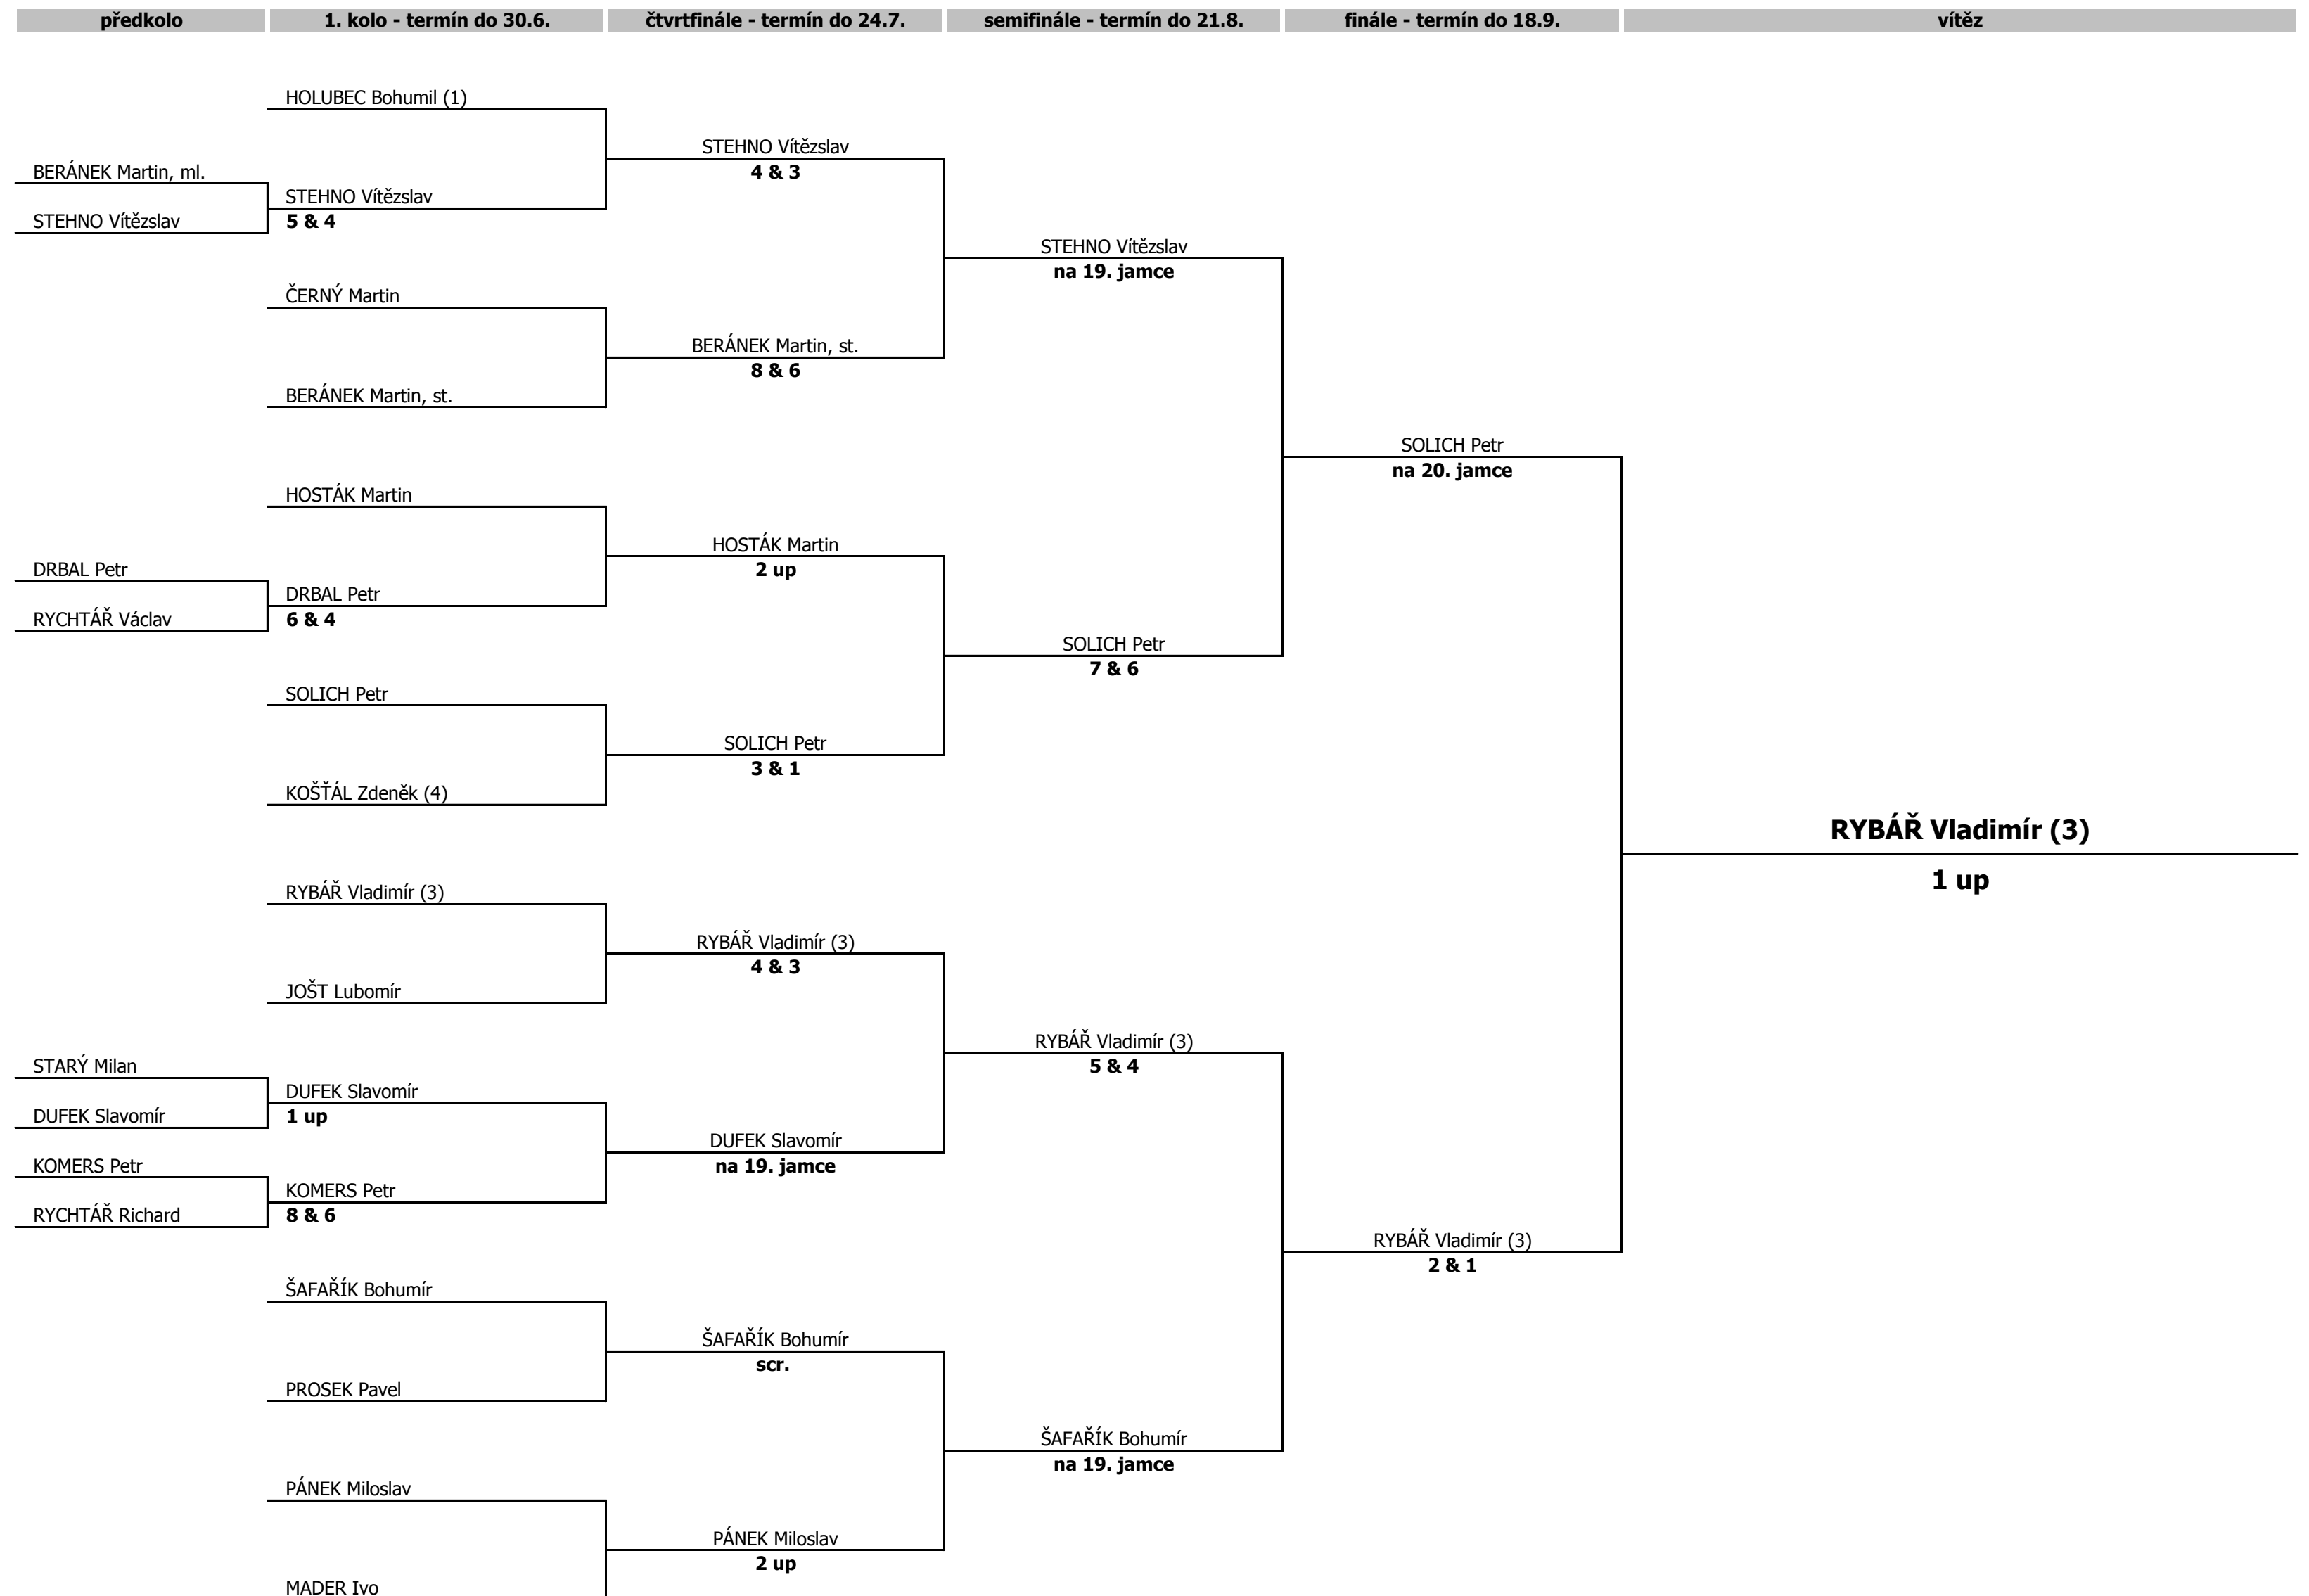 předkolo
1. kolo - termín do 30.6.
čtvrtfinále - termín do 24.7.
semifinále - termín do 21.8.
finále - termín do 18.9.
vítěz
HOLUBEC Bohumil (1)
STEHNO Vítězslav
4 & 3
BERÁNEK Martin, ml.
STEHNO Vítězslav
STEHNO Vítězslav
5 & 4
STEHNO Vítězslav
na 19. jamce
ČERNÝ Martin
BERÁNEK Martin, st.
8 & 6
BERÁNEK Martin, st.
SOLICH Petr
na 20. jamce
HOSTÁK Martin
HOSTÁK Martin
2 up
DRBAL Petr
DRBAL Petr
RYCHTÁŘ Václav
6 & 4
SOLICH Petr
7 & 6
SOLICH Petr
SOLICH Petr
3 & 1
KOŠŤÁL Zdeněk (4)
RYBÁŘ Vladimír (3)
1 up
RYBÁŘ Vladimír (3)
RYBÁŘ Vladimír (3)
4 & 3
JOŠT Lubomír
RYBÁŘ Vladimír (3)
5 & 4
STARÝ Milan
DUFEK Slavomír
DUFEK Slavomír
1 up
DUFEK Slavomír
na 19. jamce
KOMERS Petr
KOMERS Petr
RYCHTÁŘ Richard
8 & 6
RYBÁŘ Vladimír (3)
2 & 1
ŠAFAŘÍK Bohumír
ŠAFAŘÍK Bohumír
scr.
PROSEK Pavel
ŠAFAŘÍK Bohumír
na 19. jamce
PÁNEK Miloslav
PÁNEK Miloslav
2 up
MADER Ivo